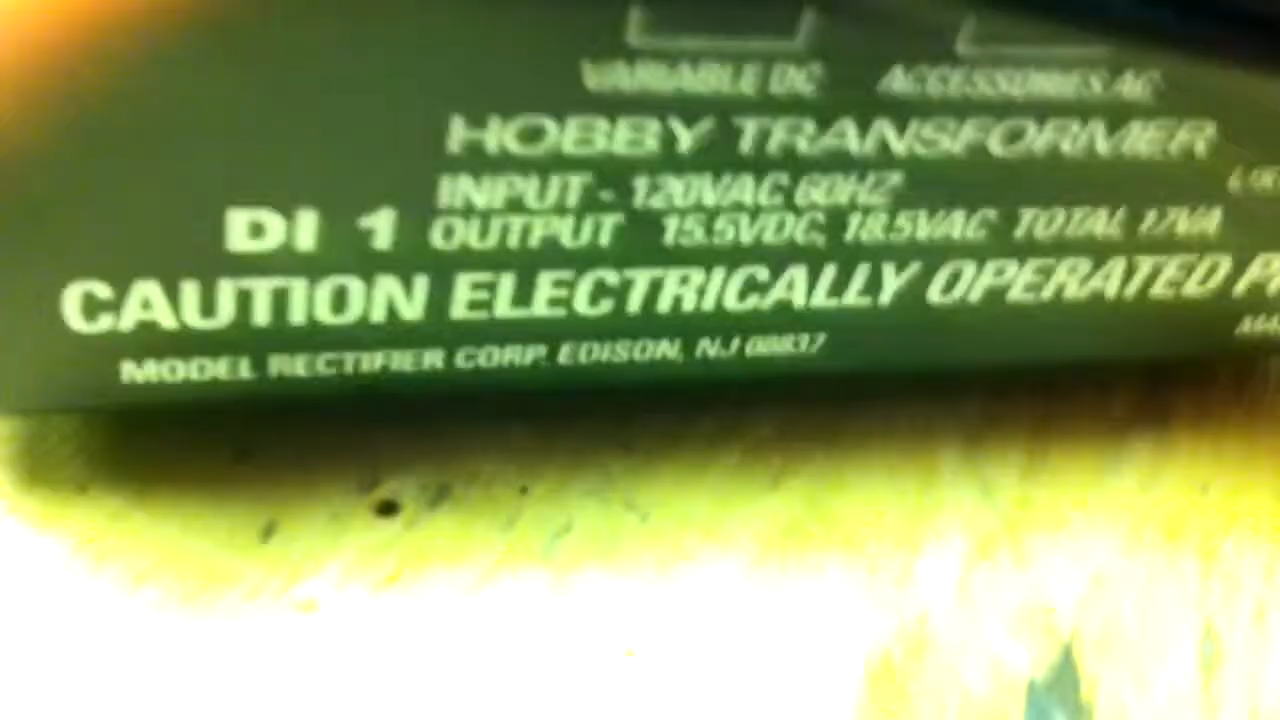 VARIABLE DC ACCESSORIES AC
HOBBY TRANSFORMER
INPUT - 120VAC 60HZ
DI 1 OUTPUT 15.5VDC, 18.5VAC TOTAL 17VA
CAUTION ELECTRICALLY OPERATED
MODEL RECTIFIER CORP. EDISON, NJ 08837